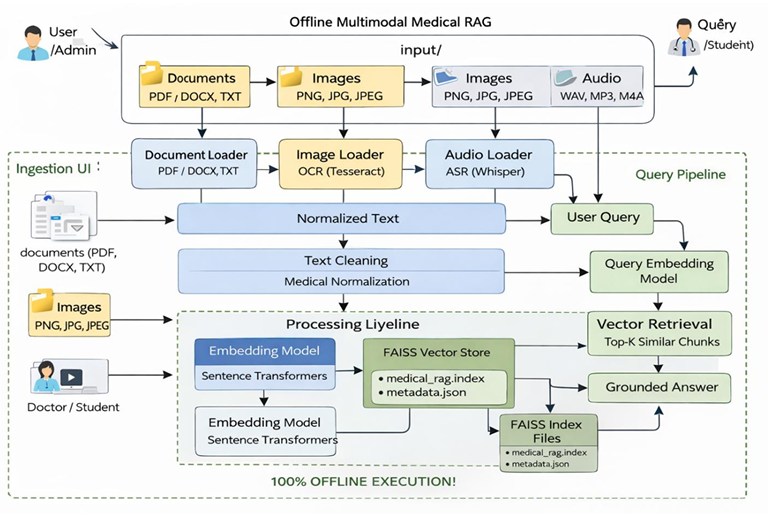 Offline Multimodal Medical RAG
User
/Admin
Query
/Student)
input/
Documents
PDF / DOCX, TXT
Images
PNG, JPG, JPEG
Images
PNG, JPG, JPEG
Audio
WAV, MP3, M4A
Ingestion UI :
Document Loader
PDF / DOCX, TXT
Image Loader
OCR (Tesseract)
Audio Loader
ASR (Whisper)
Query Pipeline
Normalized Text
User Query
documents (PDF,
DOCX, TXT)
Text Cleaning
Medical Normalization
Query Embedding
Model
Images
PNG, JPG, JPEG
Processing Liyeline
Vector Retrieval
Top-K Similar Chunks
Embedding Model
Sentence Transformers
FAISS Vector Store
• medical_rag.index
• metadata.json
Grounded Answer
Doctor / Student
Embedding Model
Sentence Transformers
FAISS Index
Files
• medical_rag.index
• metadata.json
100% OFFLINE EXECUTION!